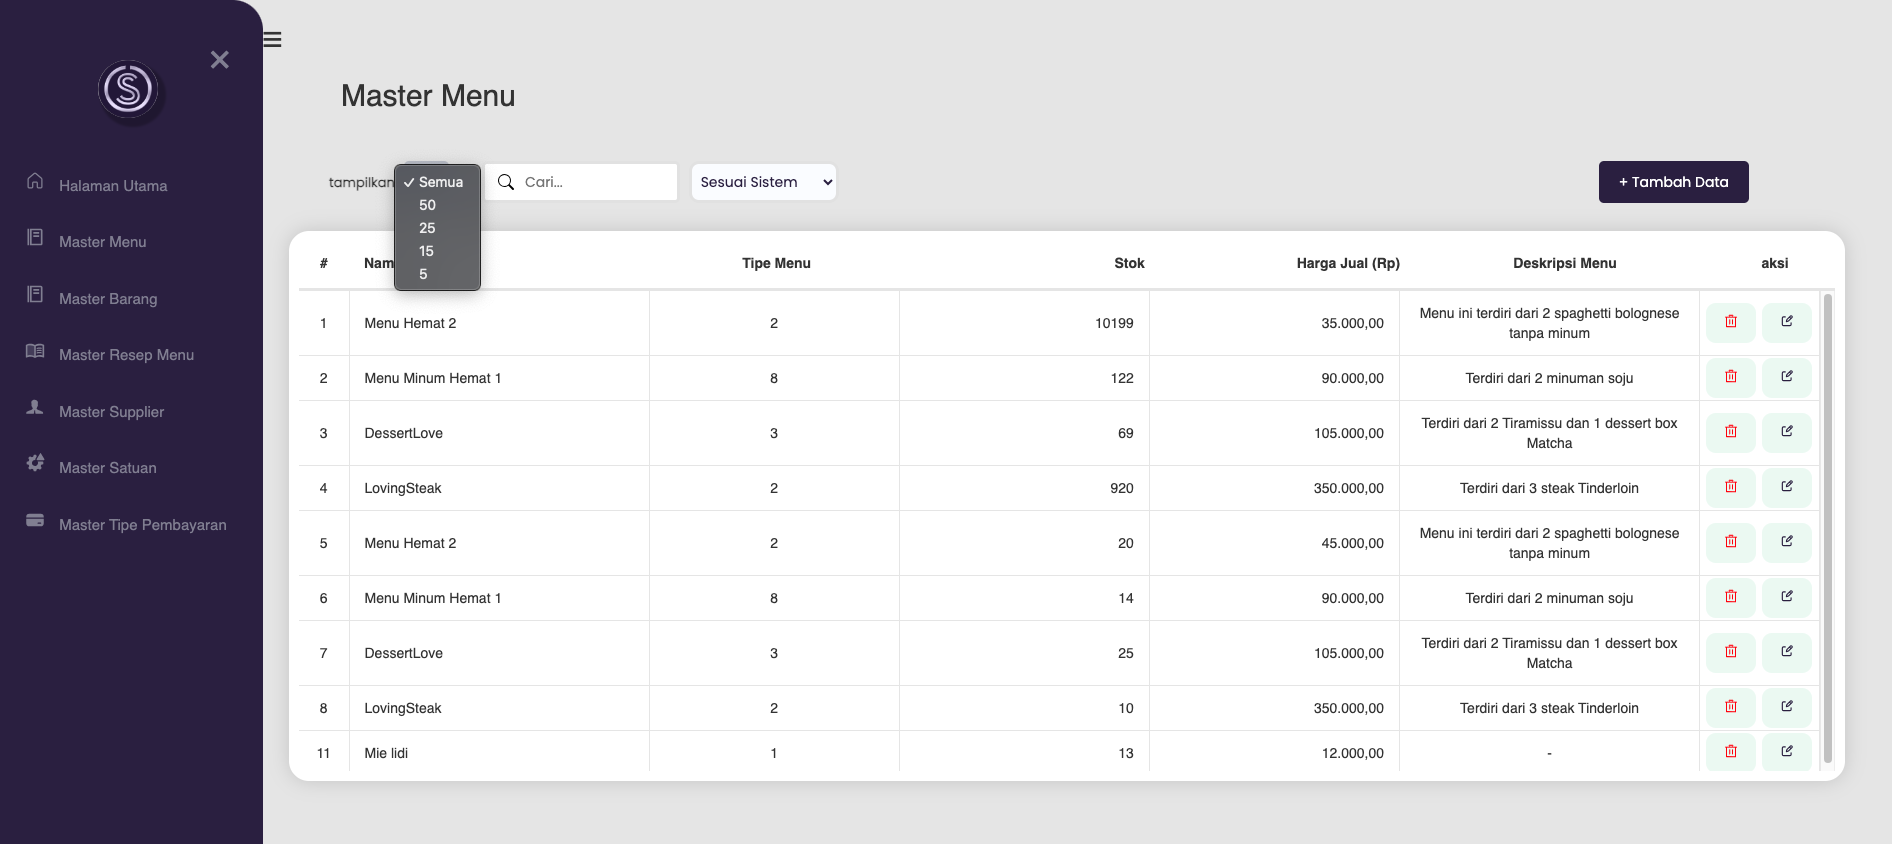 Master Menu
tampilkan
Semua
50
25
15
5
Cari...
Sesuai Sistem
+ Tambah Data
Halaman Utama
Master Menu
Master Barang
Master Resep Menu
Master Supplier
Master Satuan
Master Tipe Pembayaran
# Nam Tipe Menu Stok Harga Jual (Rp) Deskripsi Menu aksi
1 Menu Hemat 2 2 10199 35.000,00 Menu ini terdiri dari 2 spaghetti bolognese
tanpa minum
2 Menu Minum Hemat 1 8 122 90.000,00 Terdiri dari 2 minuman soju
3 DessertLove 3 69 105.000,00 Terdiri dari 2 Tiramissu dan 1 dessert box
Matcha
4 LovingSteak 2 920 350.000,00 Terdiri dari 3 steak Tinderloin
5 Menu Hemat 2 2 20 45.000,00 Menu ini terdiri dari 2 spaghetti bolognese
tanpa minum
6 Menu Minum Hemat 1 8 14 90.000,00 Terdiri dari 2 minuman soju
7 DessertLove 3 25 105.000,00 Terdiri dari 2 Tiramissu dan 1 dessert box
Matcha
8 LovingSteak 2 10 350.000,00 Terdiri dari 3 steak Tinderloin
11 Mie lidi 1 13 12.000,00 -